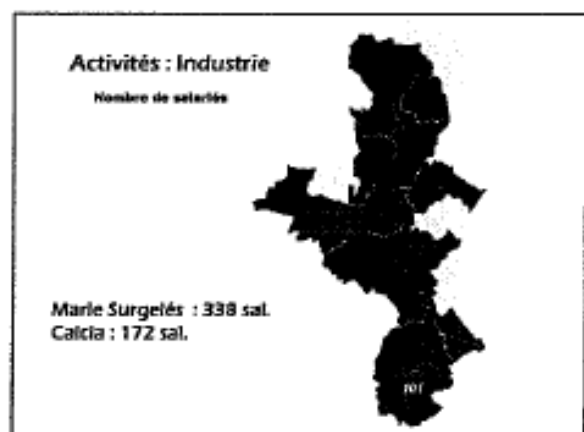 Activités : Industrie
Nombre de salariés
Marie Surgelés : 338 sal.
Calcia : 172 sal.